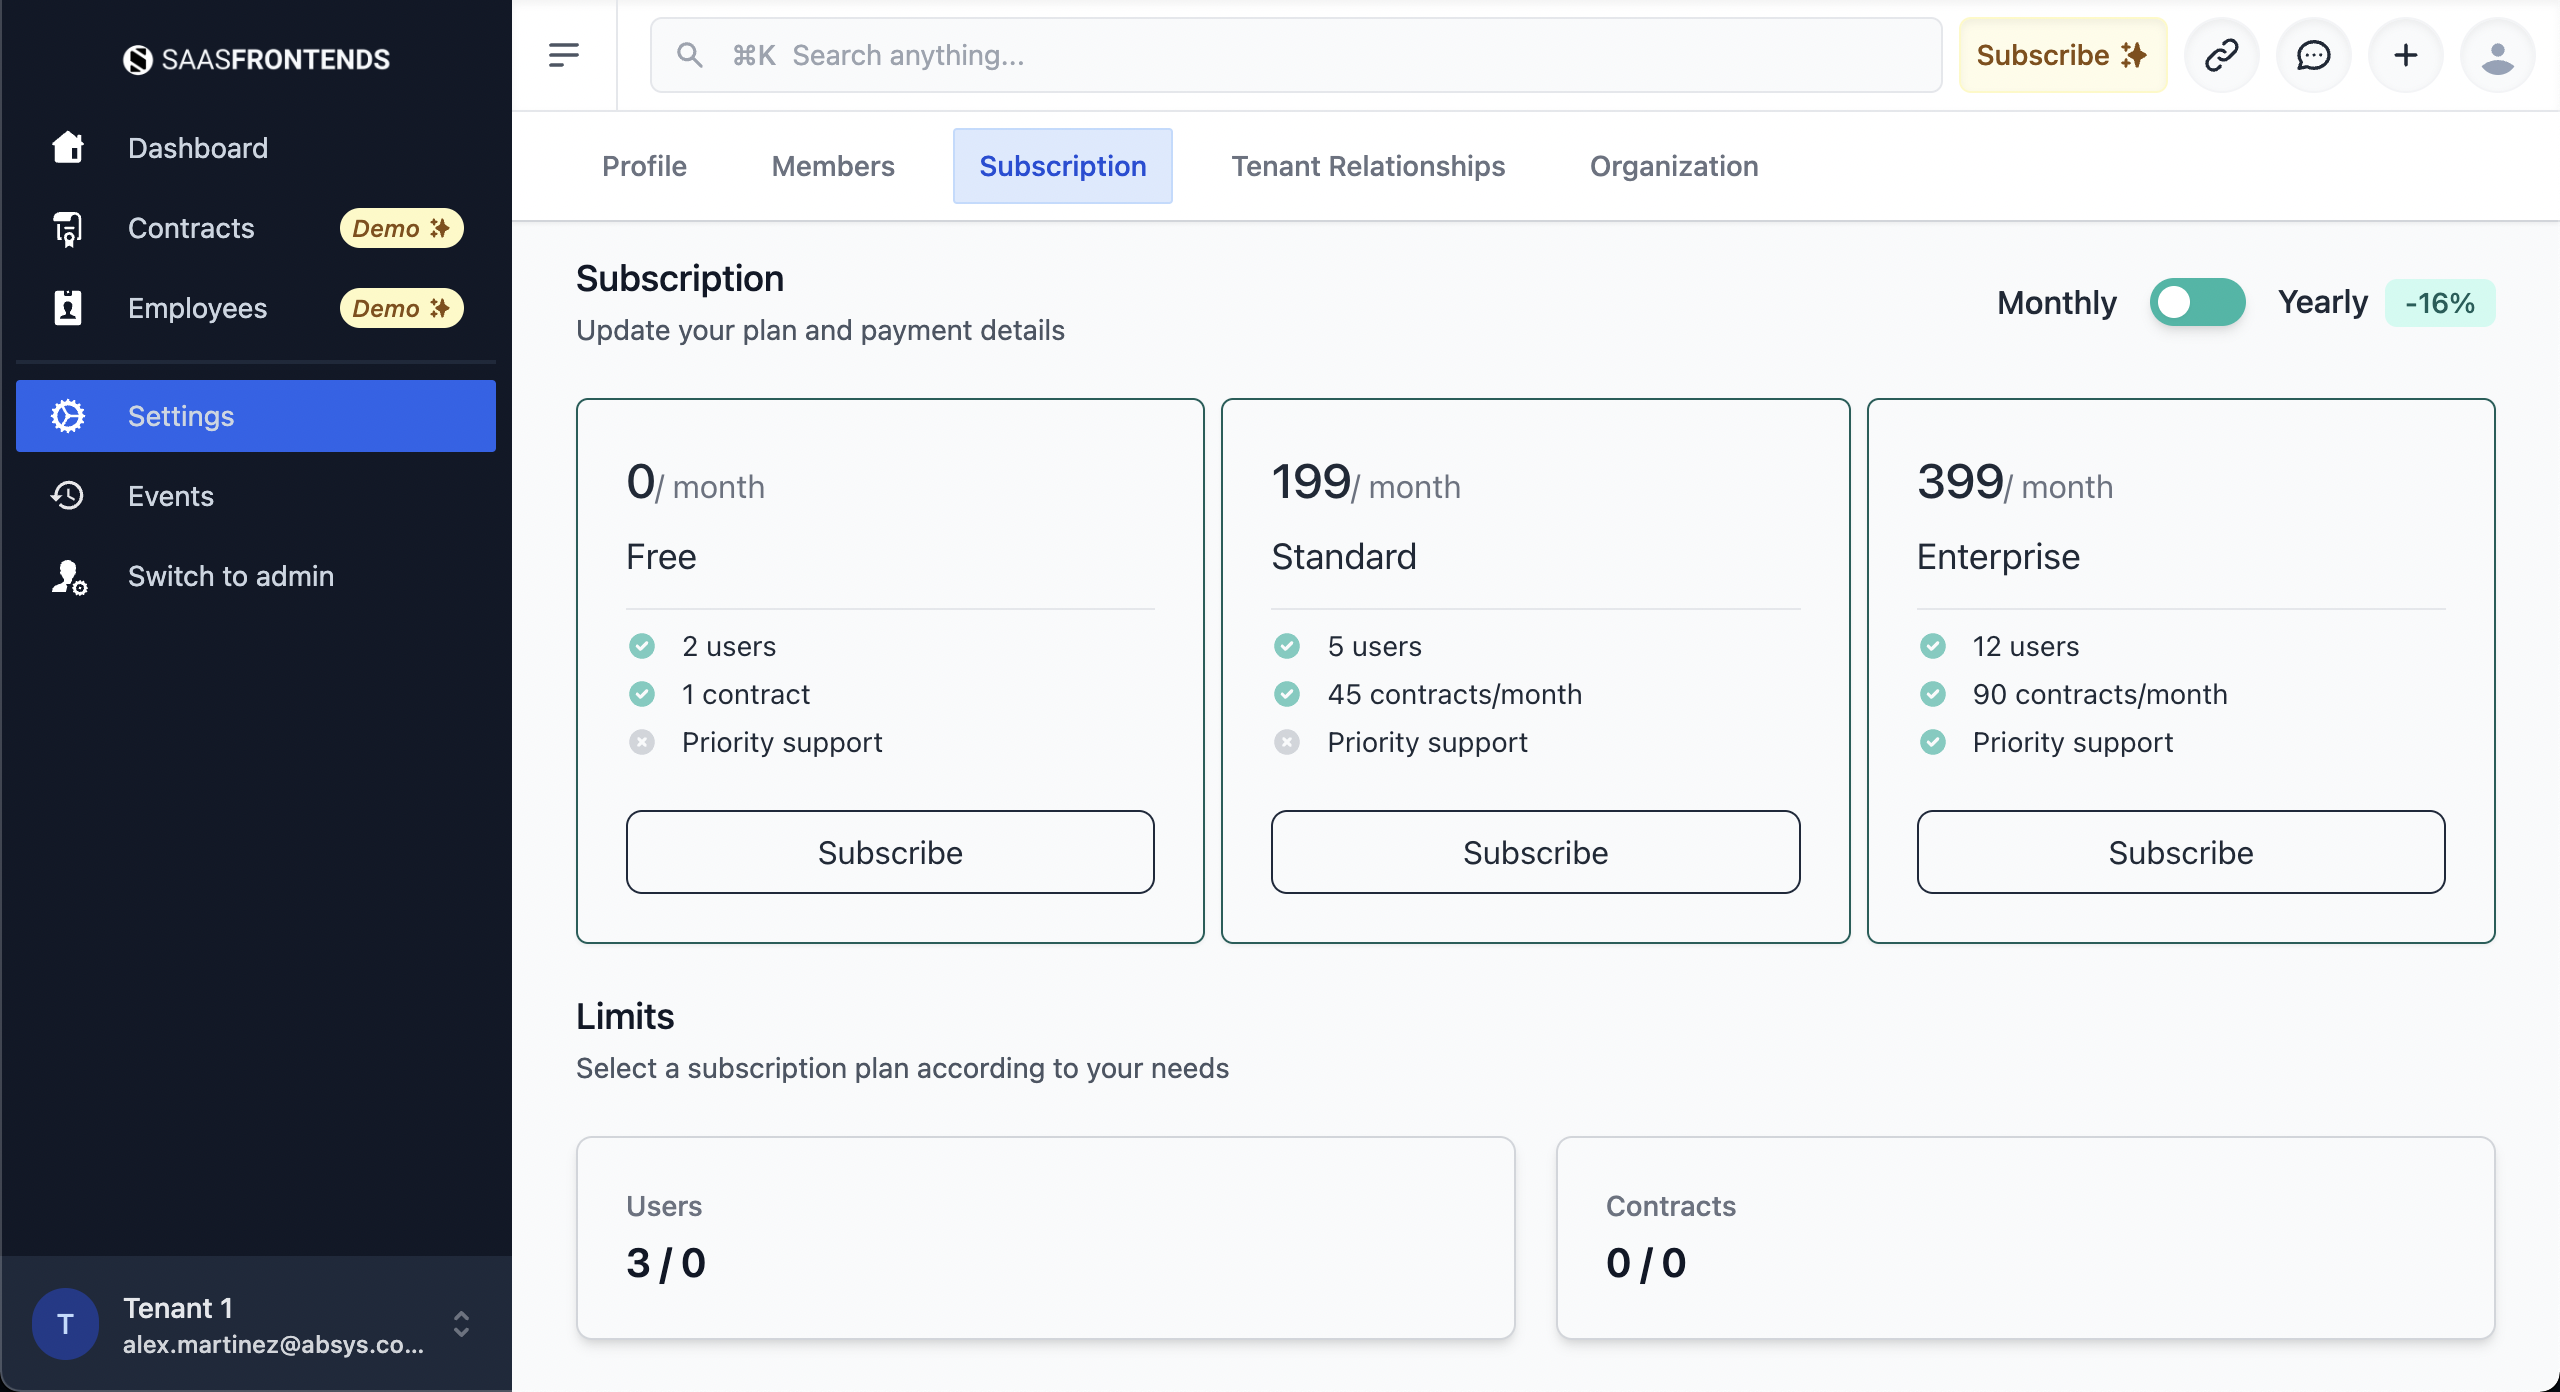 SAASFRONTENDS
Dashboard
Contracts
Demo
Employees
Demo
Settings
Events
Switch to admin
T
Tenant 1
alex.martinez@absys.co...
⌘K Search anything...
Subscribe
Profile
Members
Subscription
Tenant Relationships
Organization
Subscription
Update your plan and payment details
Monthly
Yearly
-16%
0/ month
Free
2 users
1 contract
Priority support
Subscribe
199/ month
Standard
5 users
45 contracts/month
Priority support
Subscribe
399/ month
Enterprise
12 users
90 contracts/month
Priority support
Subscribe
Limits
Select a subscription plan according to your needs
Users
3 / 0
Contracts
0 / 0